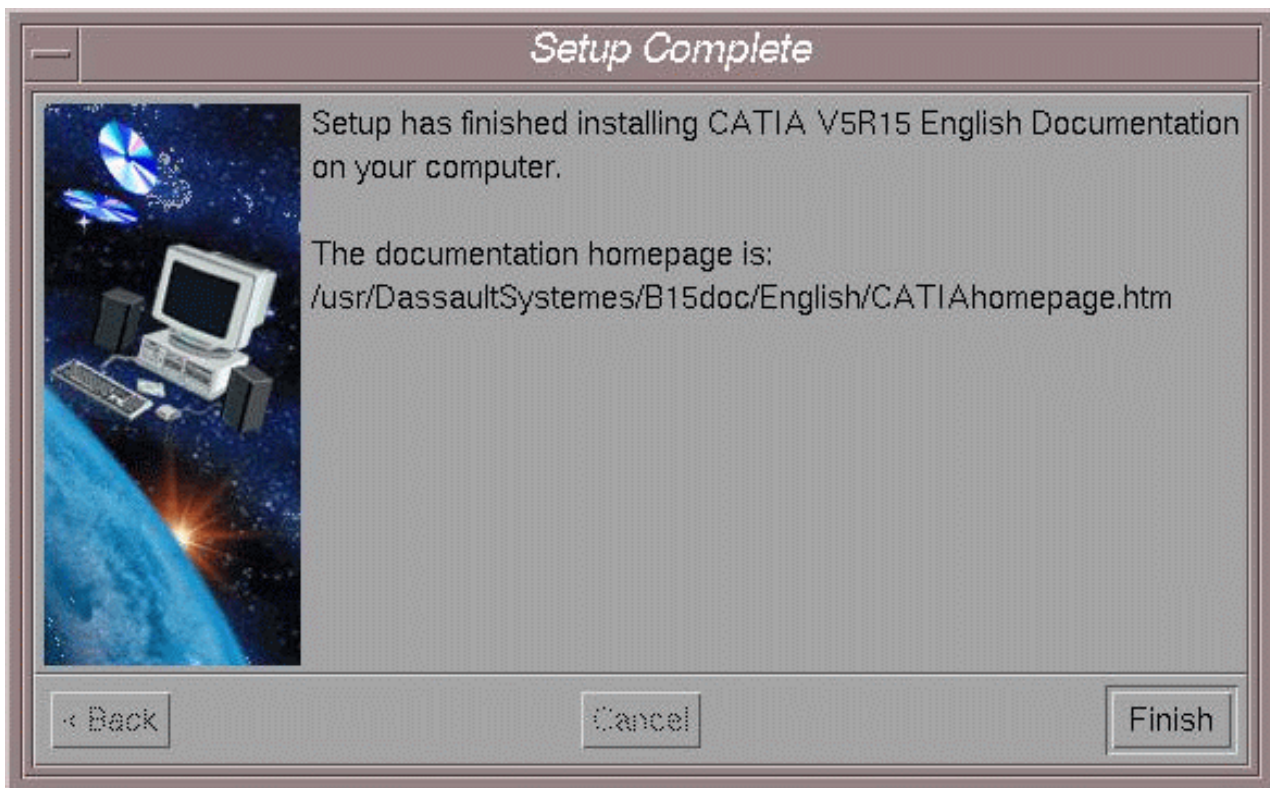 Setup Complete
Setup has finished installing CATIA V5R15 English Documentation
on your computer.
The documentation homepage is:
/usr/DassaultSystemes/B15doc/English/CATIAhomepage.htm
< Back
Cancel
Finish